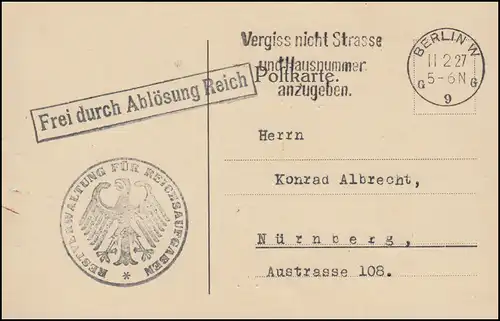 Vergiss nicht Strasse
und Hausnummer
anzugeben.
BERLIN W
11 2 27
5-6N
G G
9
Postkarte.
Frei durch Ablösung Reich
RESTVERWALTUNG FÜR REICHSAUFGABEN
*
Herrn
Konrad Albrecht,
Nürnberg,
Austrasse 108.